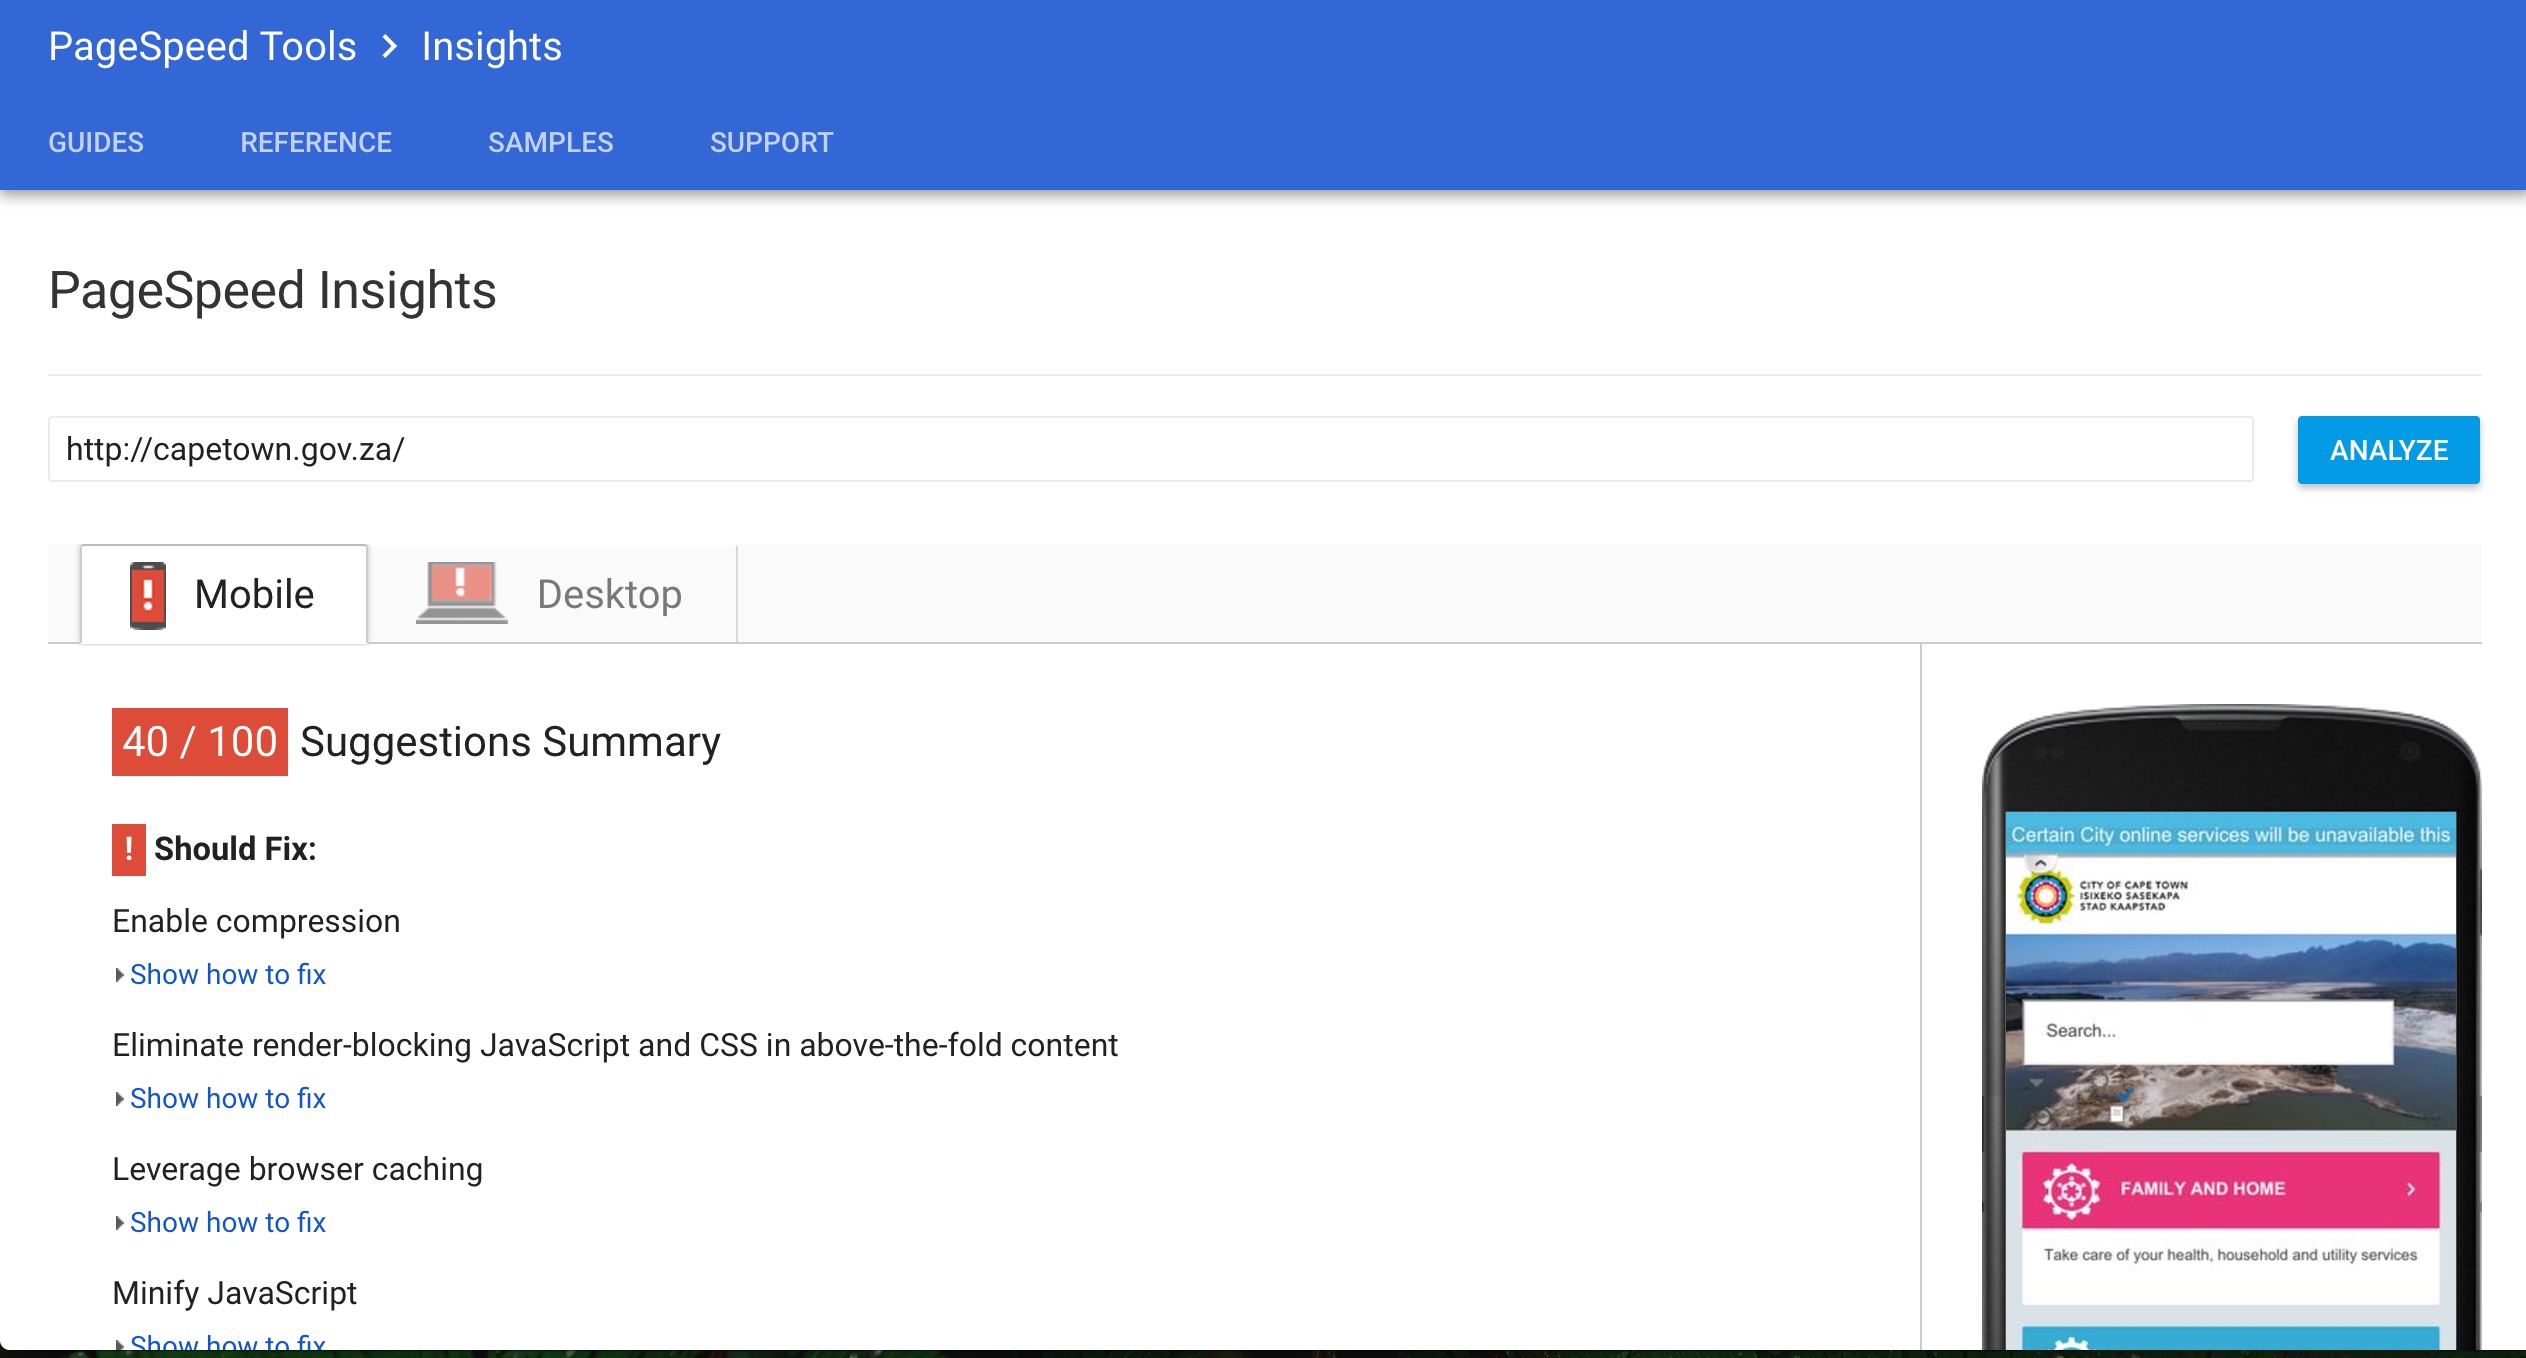 PageSpeed Tools > Insights
GUIDES REFERENCE SAMPLES SUPPORT
PageSpeed Insights
http://capetown.gov.za/
ANALYZE
Mobile
Desktop
40 / 100 Suggestions Summary
! Should Fix:
Enable compression
Show how to fix
Eliminate render-blocking JavaScript and CSS in above-the-fold content
Show how to fix
Leverage browser caching
Show how to fix
Minify JavaScript
Show how to fix
Certain City online services will be unavailable this
CITY OF CAPE TOWN
ISIXEKO SASEKAPA
STAD KAAPSTAD
Search...
FAMILY AND HOME
Take care of your health, household and utility services